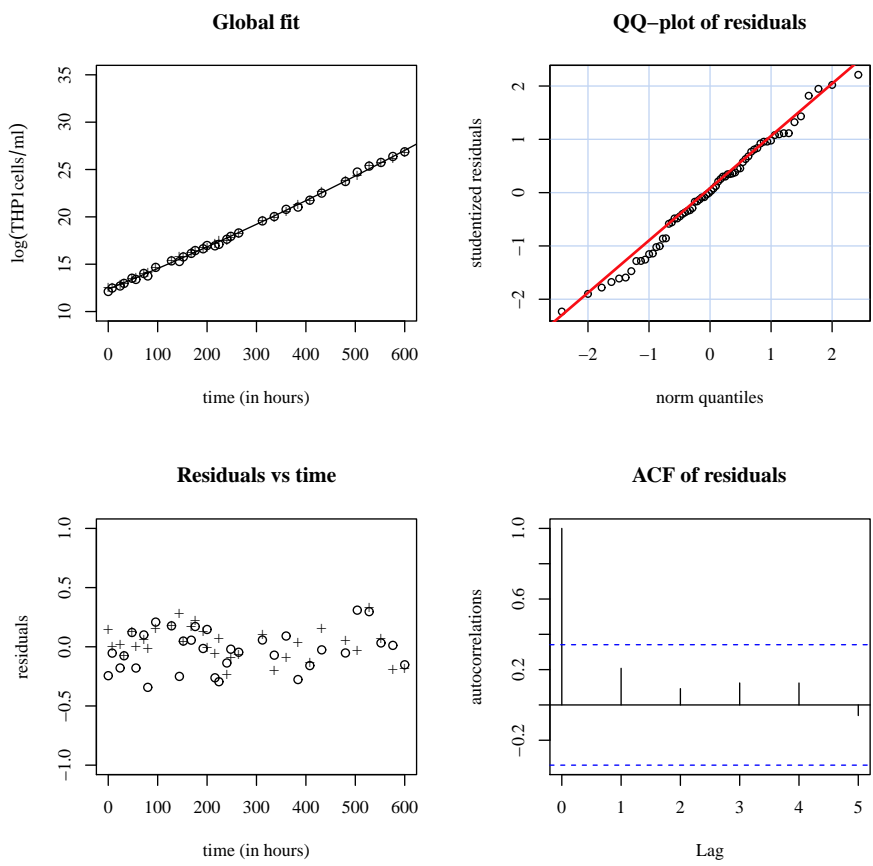 Global fit
log(THP1cells/ml)
35
30
25
20
15
10
0 100 200 300 400 500 600
time (in hours)
QQ−plot of residuals
studentized residuals
2
1
0
−1
−2
−2 −1 0 1 2
norm quantiles
Residuals vs time
residuals
1.0
0.5
0.0
−0.5
−1.0
0 100 200 300 400 500 600
time (in hours)
ACF of residuals
autocorrelations
1.0
0.6
0.2
−0.2
0 1 2 3 4 5
Lag